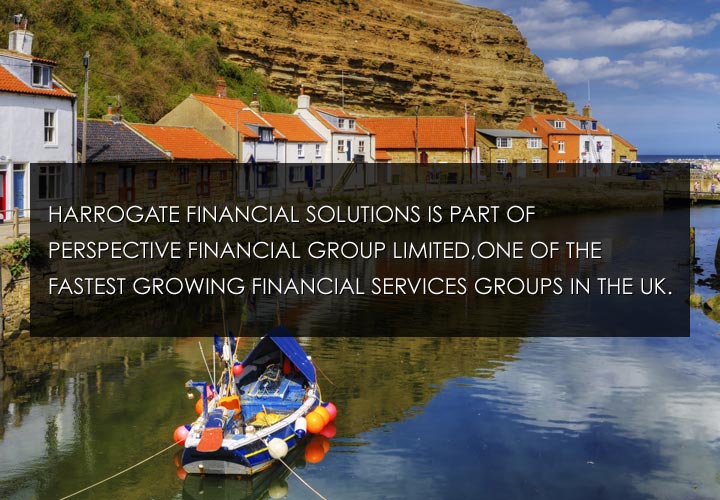 HARROGATE FINANCIAL SOLUTIONS IS PART OF
PERSPECTIVE FINANCIAL GROUP LIMITED,ONE OF THE
FASTEST GROWING FINANCIAL SERVICES GROUPS IN THE UK.